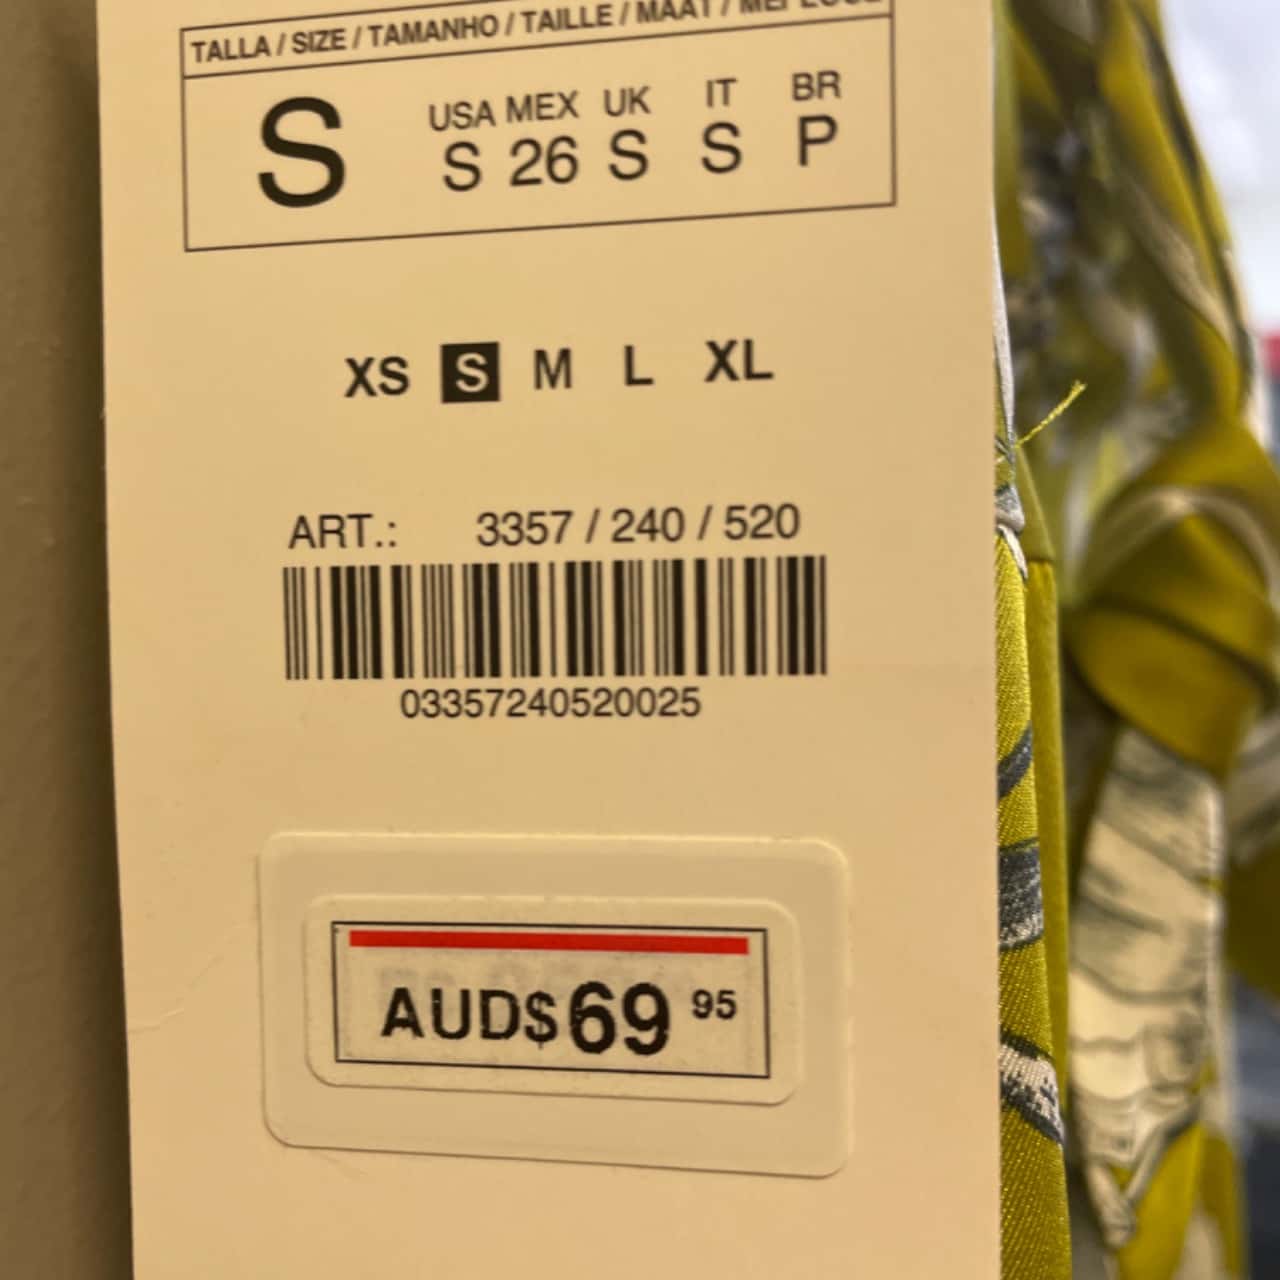 TALLA / SIZE / TAMANHO / TAILLE / MAAT /
S
USA MEX UK IT BR
S 26 S S P
XS S M L XL
ART.: 3357 / 240 / 520
03357240520025
AUD$69 95